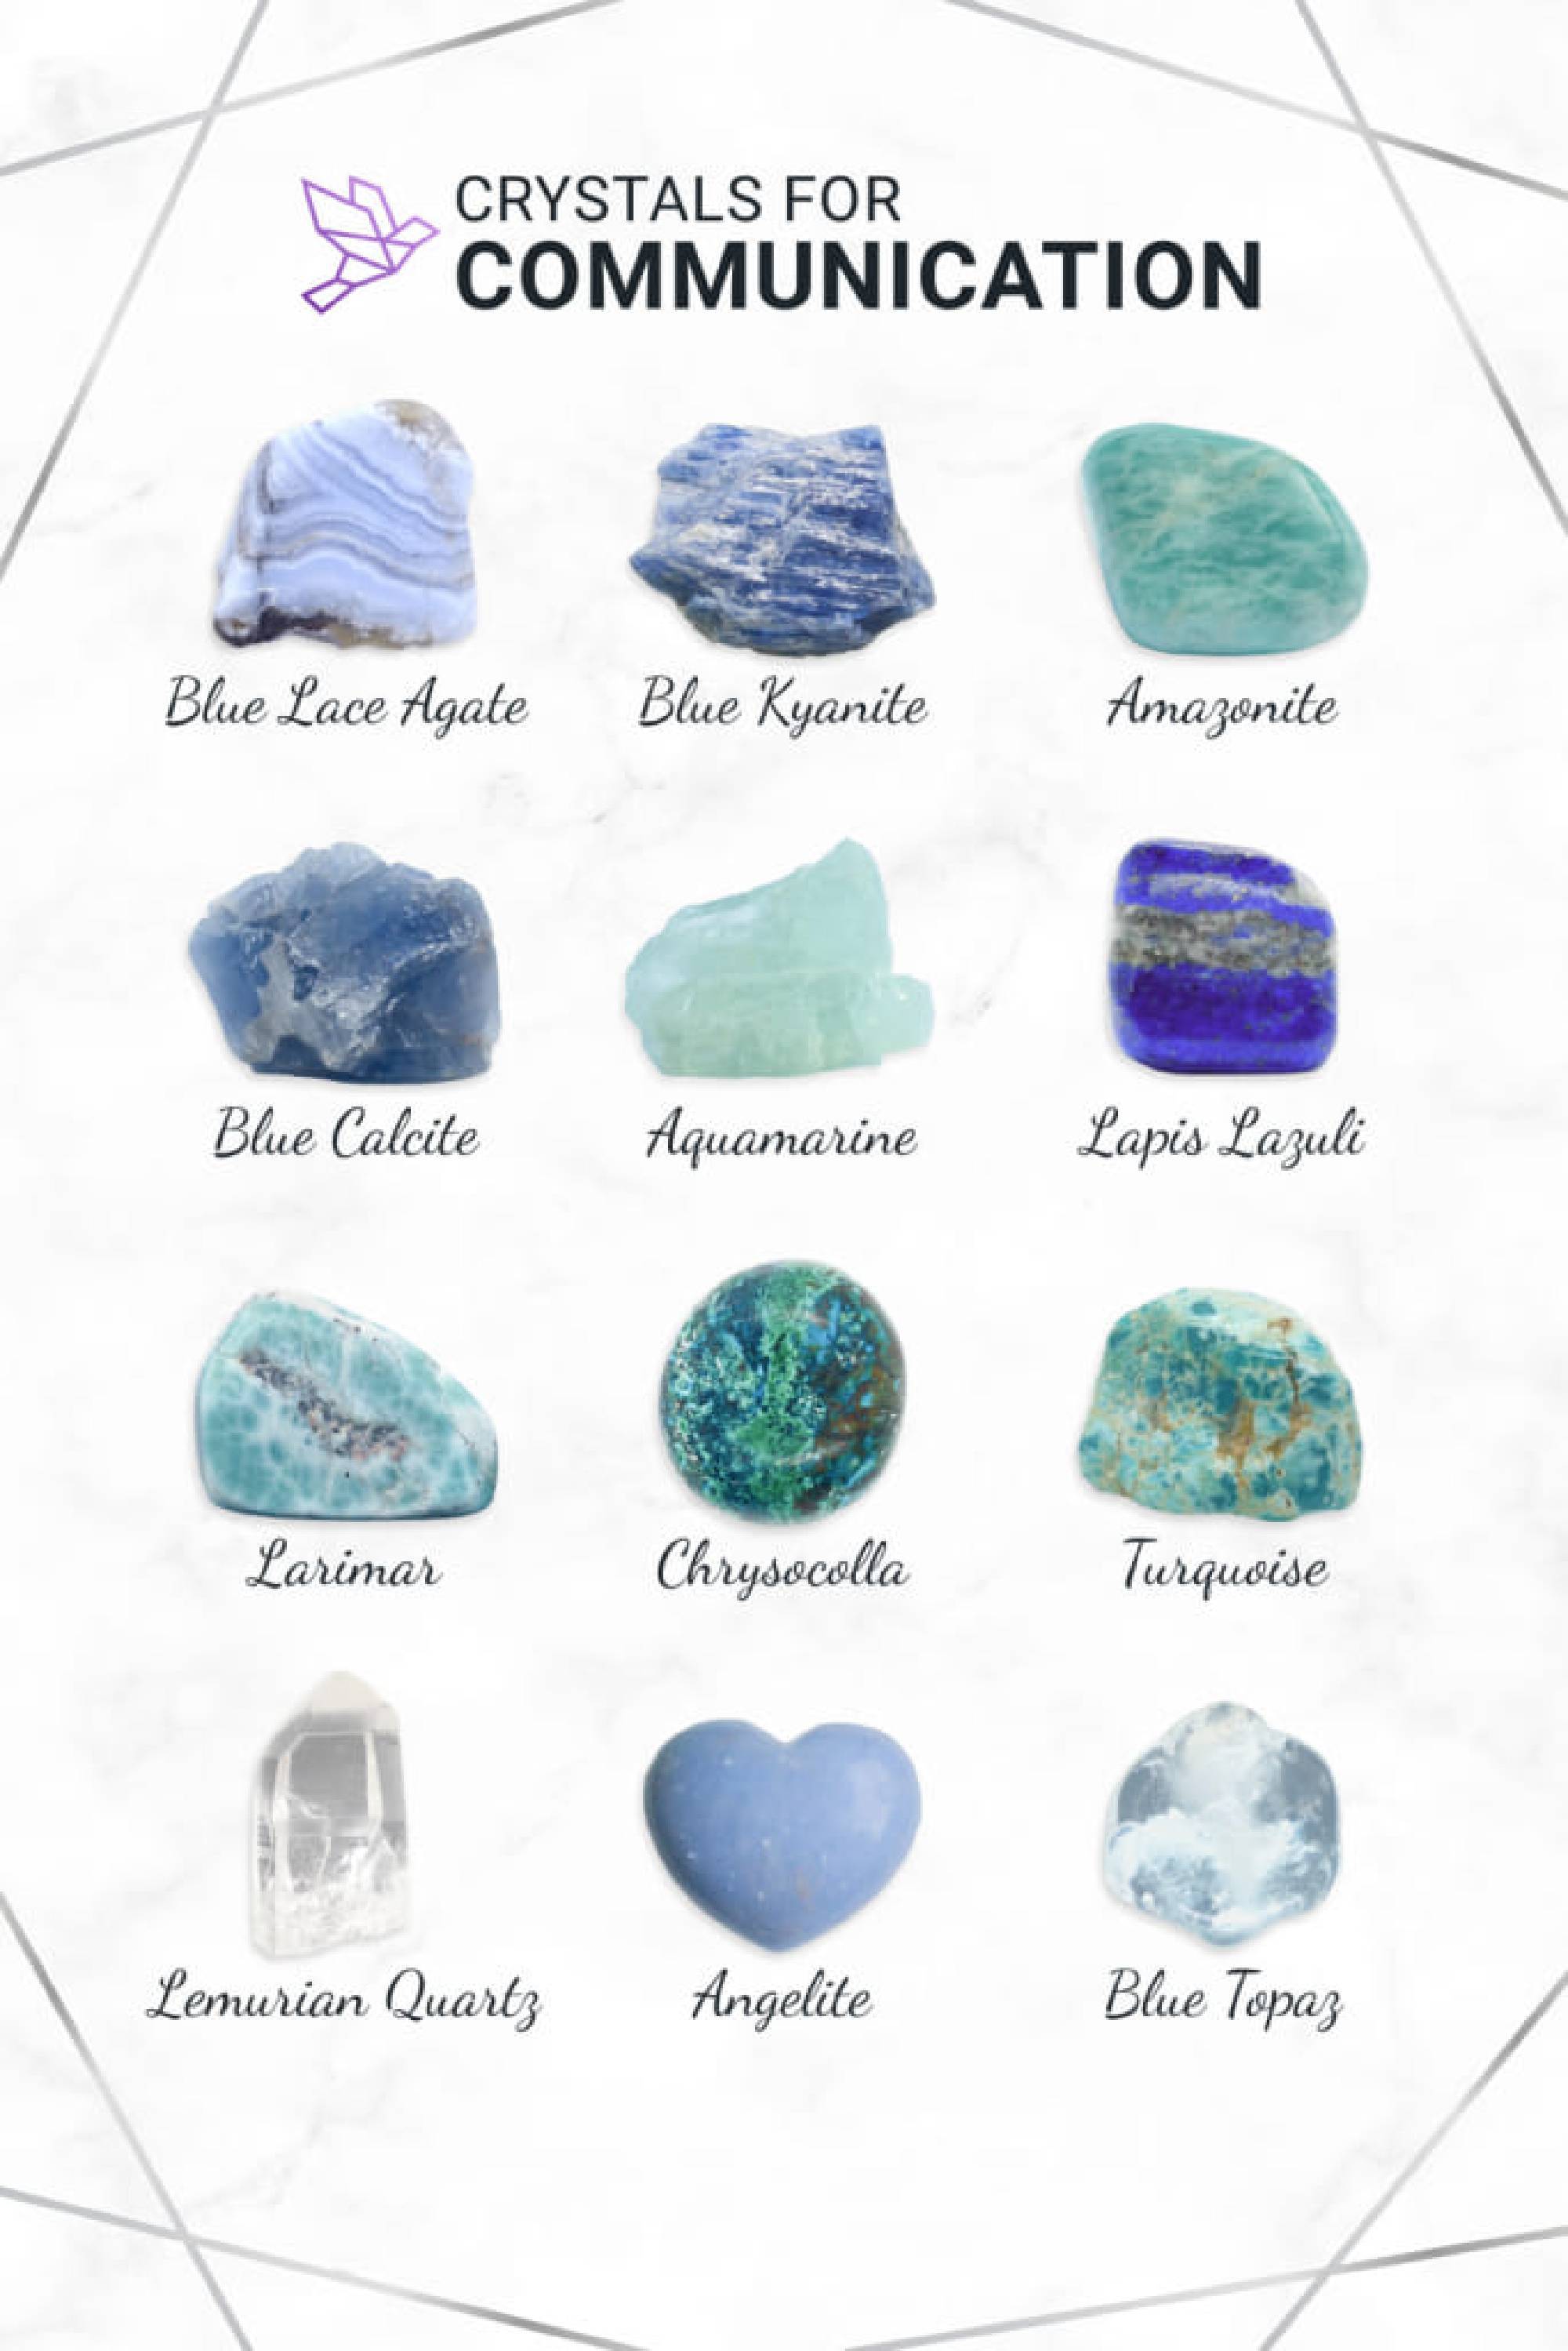 CRYSTALS FOR
COMMUNICATION
Blue Lace Agate
Blue Kyanite
Amazonite
Blue Calcite
Aquamarine
Lapis Lazuli
Larimar
Chrysocolla
Turquoise
Lemurian Quartz
Angelite
Blue Topaz